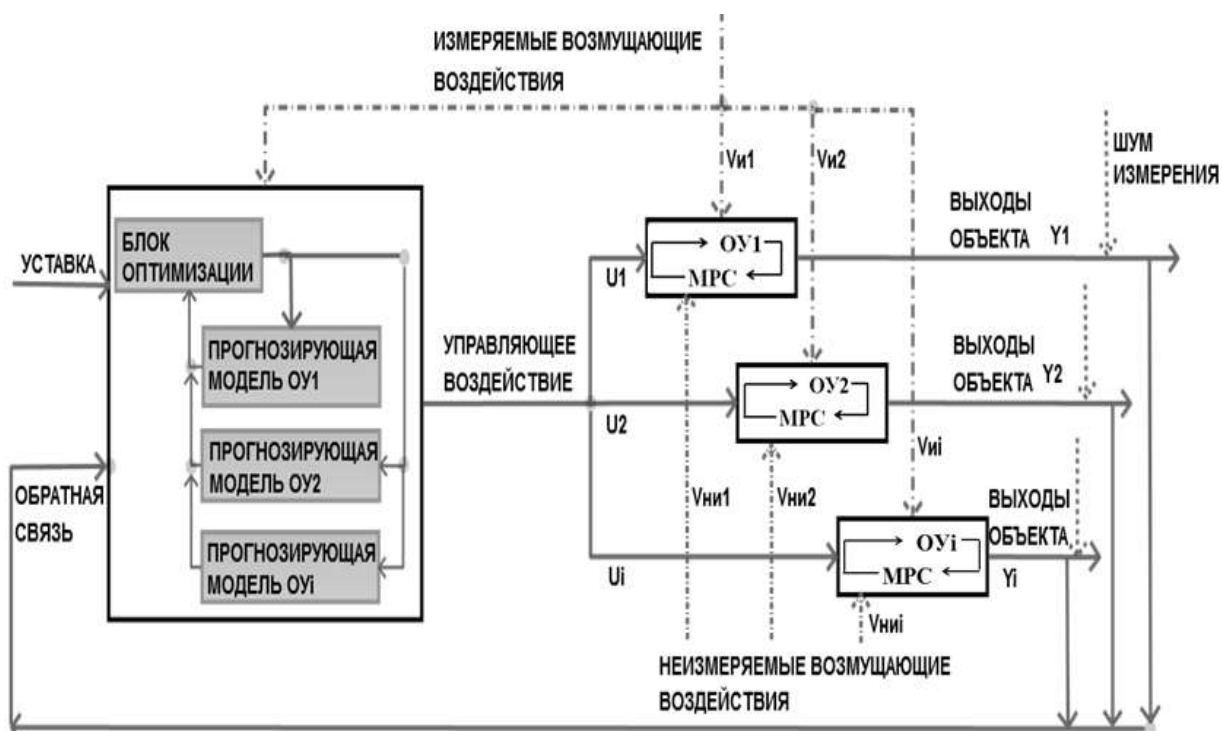 ИЗМЕРЯЕМЫЕ ВОЗМУЩАЮЩИЕ
ВОЗДЕЙСТВИЯ
Vи1
Vи2
ШУМ
ИЗМЕРЕНИЯ
УСТАВКА
БЛОК
ОПТИМИЗАЦИИ
ПРОГНОЗИРУЮЩАЯ
МОДЕЛЬ ОУ1
ПРОГНОЗИРУЮЩАЯ
МОДЕЛЬ ОУ2
ПРОГНОЗИРУЮЩАЯ
МОДЕЛЬ ОУi
ОБРАТНАЯ
СВЯЗЬ
УПРАВЛЯЮЩЕЕ
ВОЗДЕЙСТВИЕ
U1
ОУ1
МРС
ВЫХОДЫ
ОБЪЕКТА Y1
U2
ОУ2
МРС
ВЫХОДЫ
ОБЪЕКТА Y2
Vиi
Vни1
Vни2
Ui
ОУi
МРС
ВЫХОДЫ
ОБЪЕКТА
Yi
Vниi
НЕИЗМЕРЯЕМЫЕ ВОЗМУЩАЮЩИЕ
ВОЗДЕЙСТВИЯ